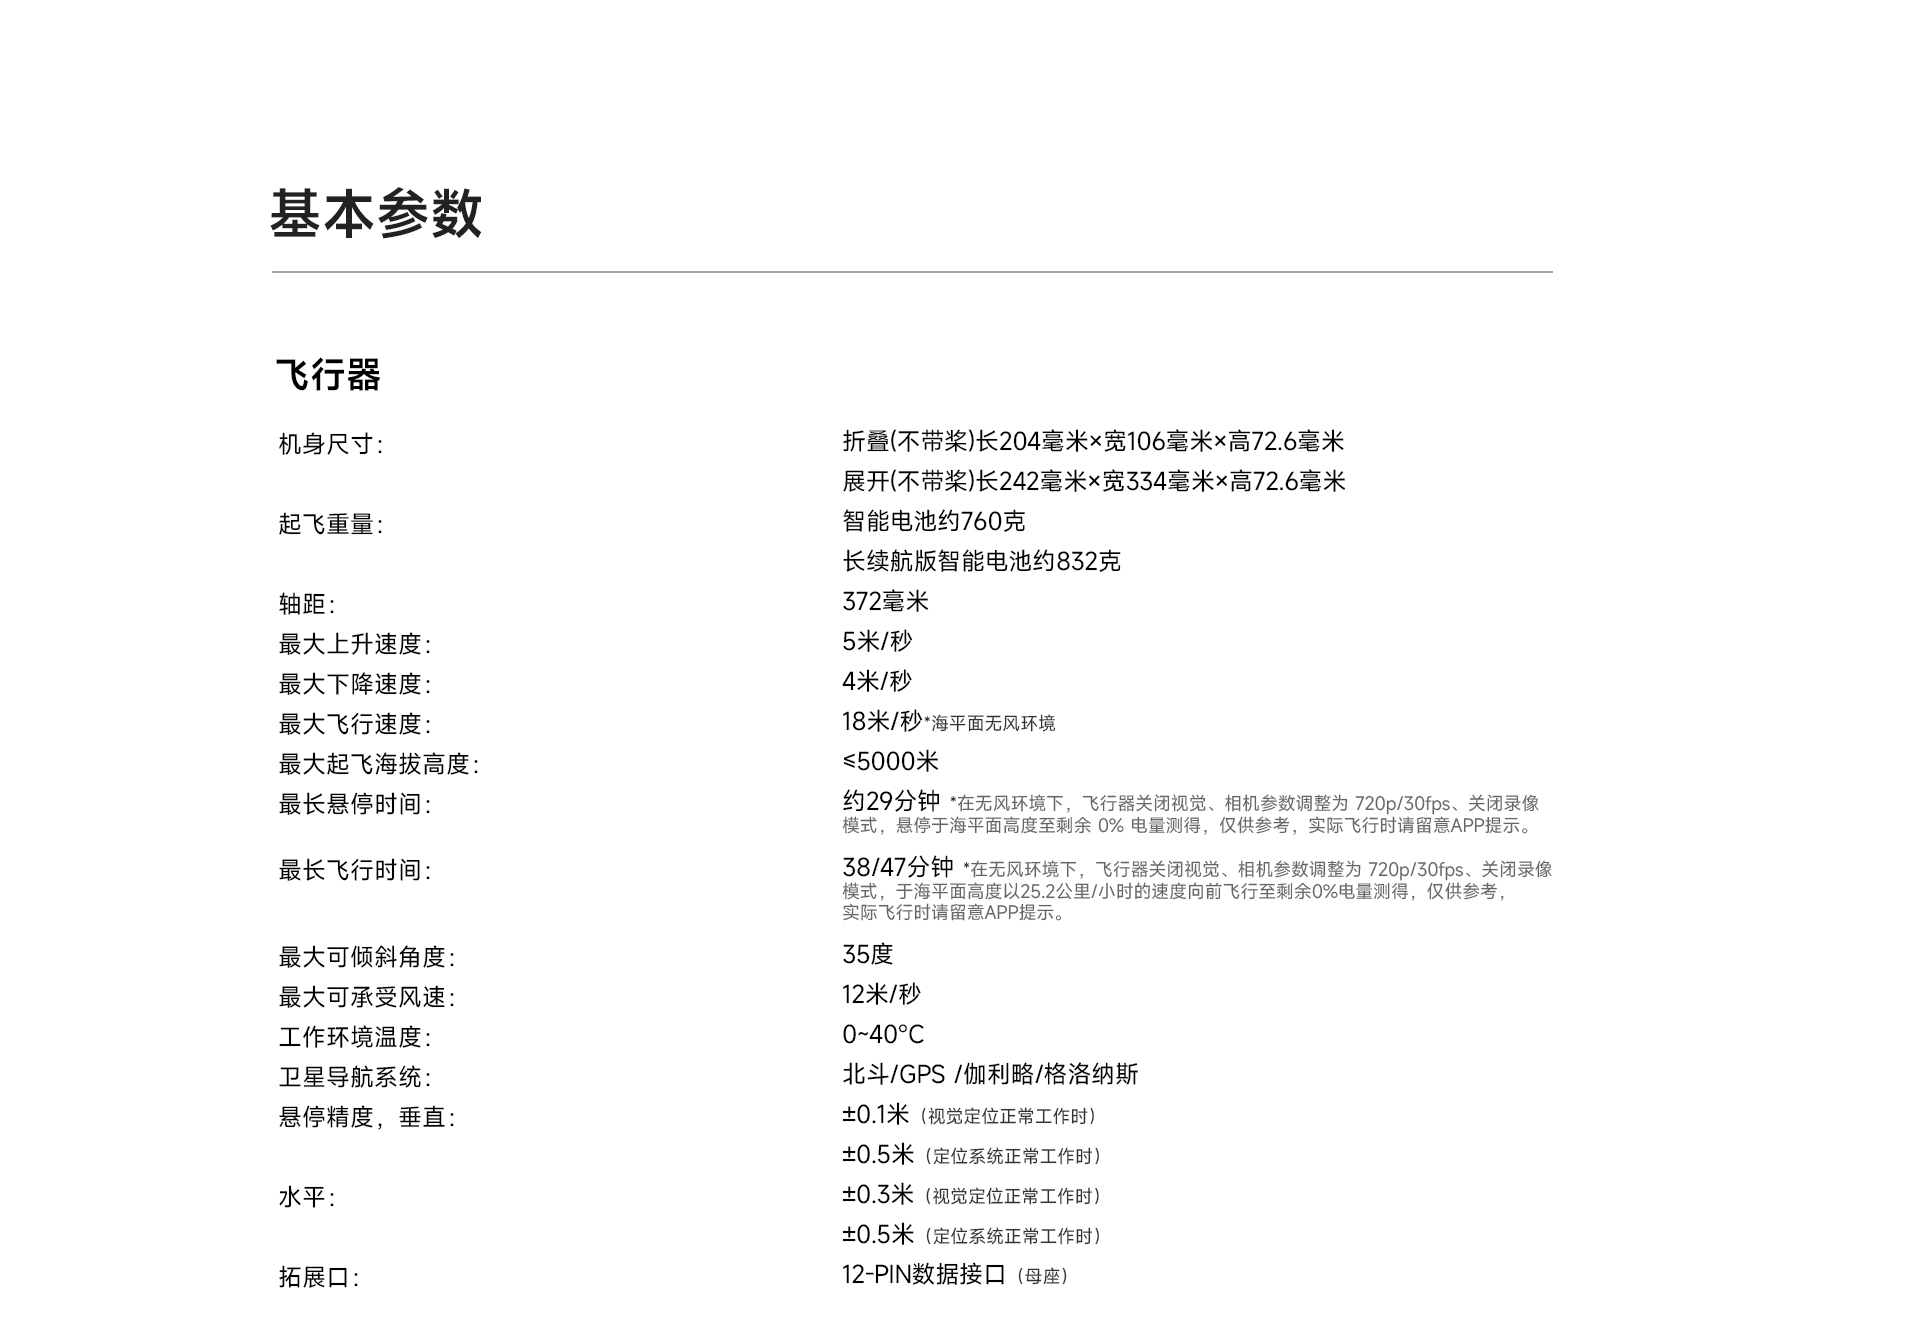 基本参数
飞行器
机身尺寸： 折叠(不带桨)长204毫米×宽106毫米×高72.6毫米
展开(不带桨)长242毫米×宽334毫米×高72.6毫米
起飞重量： 智能电池约760克
长续航版智能电池约832克
轴距： 372毫米
最大上升速度： 5米/秒
最大下降速度： 4米/秒
最大飞行速度： 18米/秒*海平面无风环境
最大起飞海拔高度： ≤5000米
最长悬停时间： 约29分钟 *在无风环境下，飞行器关闭视觉、相机参数调整为 720p/30fps、关闭录像
模式，悬停于海平面高度至剩余 0% 电量测得，仅供参考，实际飞行时请留意APP提示。
最长飞行时间： 38/47分钟 *在无风环境下，飞行器关闭视觉、相机参数调整为 720p/30fps、关闭录像
模式，于海平面高度以25.2公里/小时的速度向前飞行至剩余0%电量测得，仅供参考，
实际飞行时请留意APP提示。
最大可倾斜角度： 35度
最大可承受风速： 12米/秒
工作环境温度： 0~40°C
卫星导航系统： 北斗/GPS /伽利略/格洛纳斯
悬停精度，垂直： ±0.1米（视觉定位正常工作时）
±0.5米（定位系统正常工作时）
水平： ±0.3米（视觉定位正常工作时）
±0.5米（定位系统正常工作时）
拓展口： 12-PIN数据接口（母座）